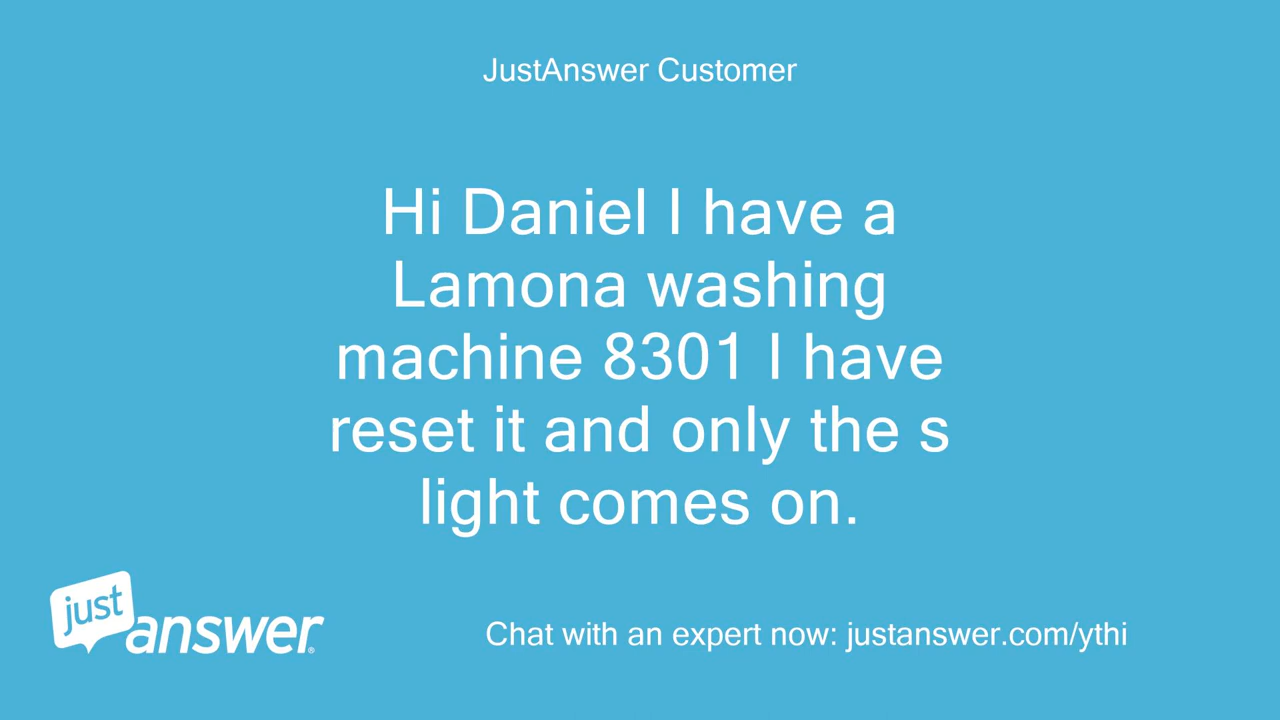 JustAnswer Customer
Hi Daniel I have a
Lamona washing
machine 8301 I have
reset it and only the s
light comes on.
just
answer®
Chat with an expert now: justanswer.com/ythi